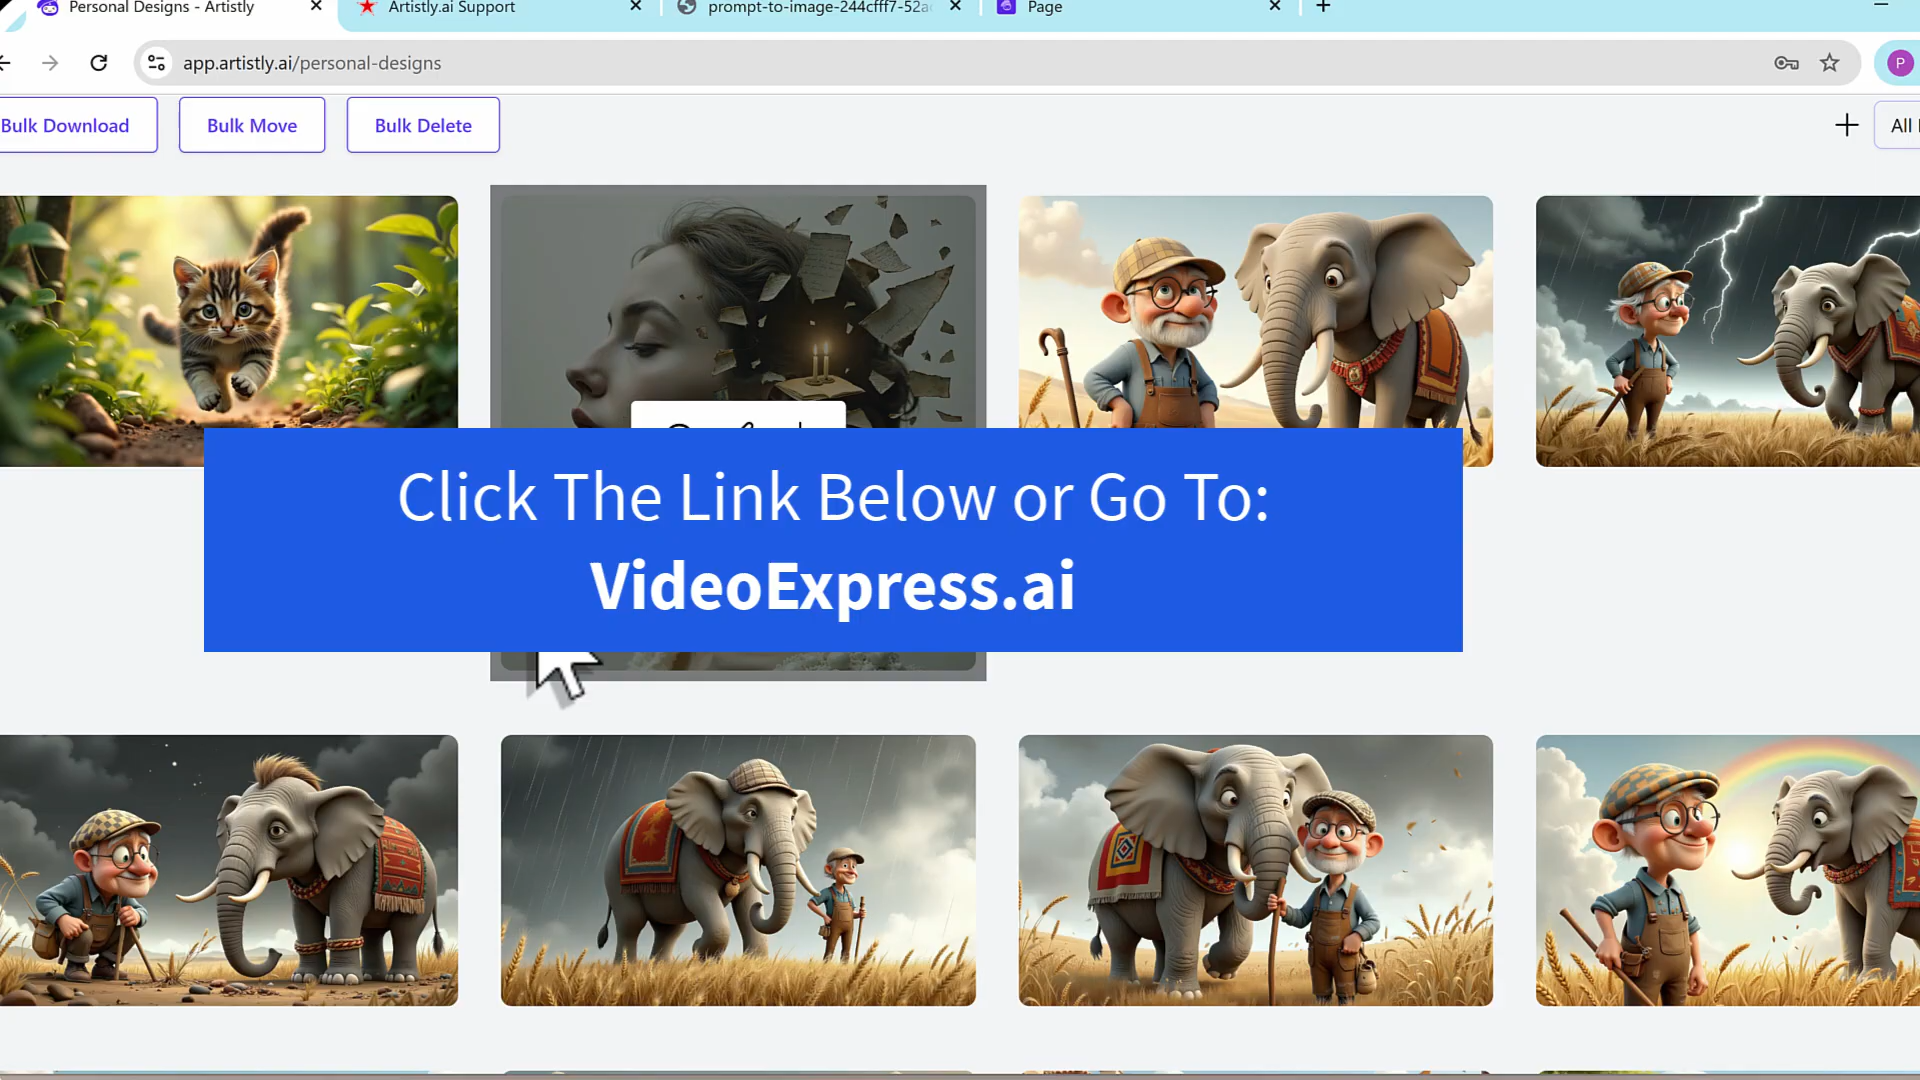 Personal Designs - Artistly
Artistly.ai Support
prompt-to-image-244cfff7-52a
Page
app.artistly.ai/personal-designs
P
Bulk Download
Bulk Move
Bulk Delete
All
Click The Link Below or Go To:
VideoExpress.ai